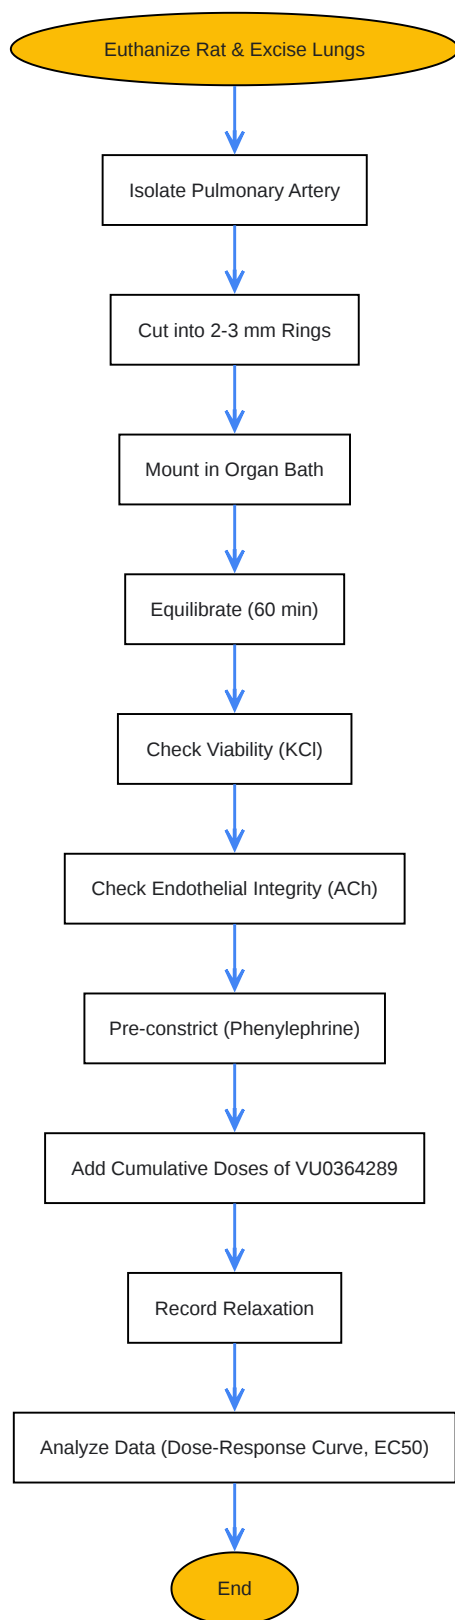 Euthanize Rat & Excise Lungs
Isolate Pulmonary Artery
Cut into 2-3 mm Rings
Mount in Organ Bath
Equilibrate (60 min)
Check Viability (KCl)
Check Endothelial Integrity (ACh)
Pre-constrict (Phenylephrine)
Add Cumulative Doses of VU0364289
Record Relaxation
Analyze Data (Dose-Response Curve, EC50)
End